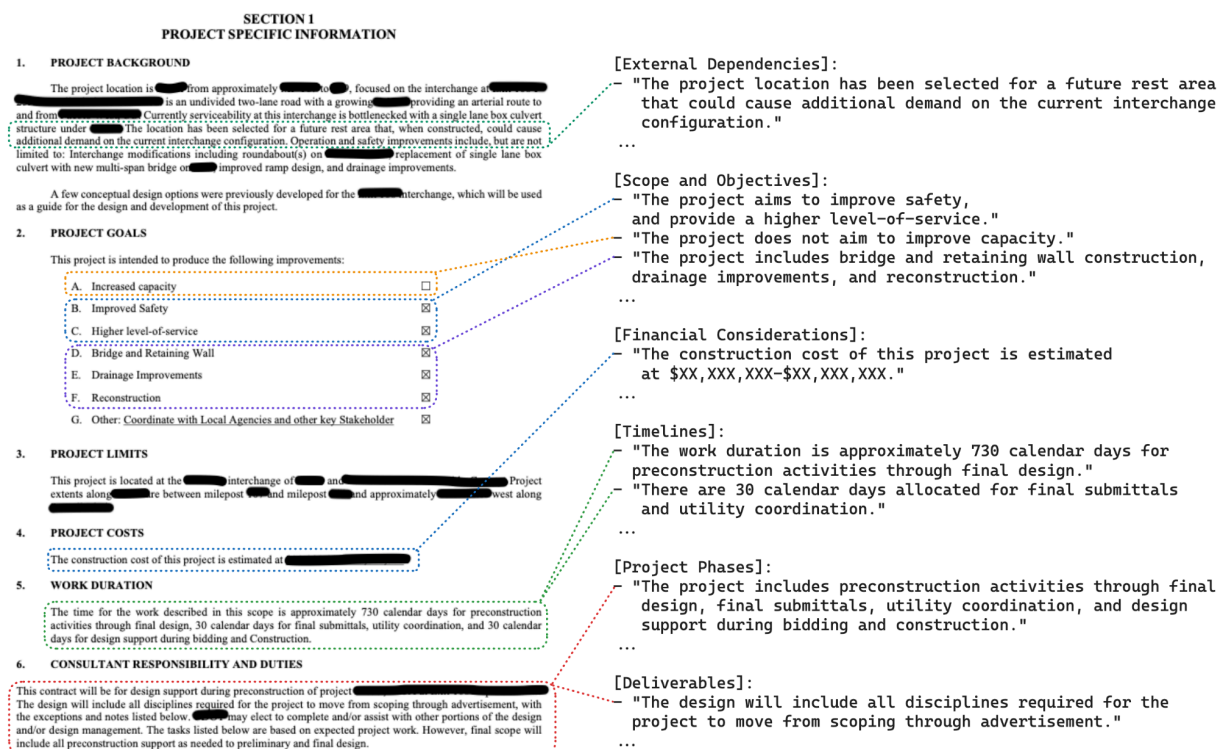 SECTION 1
PROJECT SPECIFIC INFORMATION
1. PROJECT BACKGROUND
The project location is from approximately to , focused on the interchange at
is an undivided two-lane road with a growing providing an arterial route to
and from Currently serviceability at this interchange is bottlenecked with a single lane box culvert
structure under The location has been selected for a future rest area that, when constructed, could cause
additional demand on the current interchange configuration. Operation and safety improvements include, but are not
limited to: Interchange modifications including roundabout(s) on replacement of single lane box
culvert with new multi-span bridge on improved ramp design, and drainage improvements.
A few conceptual design options were previously developed for the interchange, which will be used
as a guide for the design and development of this project.
2. PROJECT GOALS
This project is intended to produce the following improvements:
A. Increased capacity ☐
B. Improved Safety ☒
C. Higher level-of-service ☒
D. Bridge and Retaining Wall ☒
E. Drainage Improvements ☒
F. Reconstruction ☒
G. Other: Coordinate with Local Agencies and other key Stakeholder ☒
3. PROJECT LIMITS
This project is located at the interchange of and Project
extents along are between milepost and milepost and approximately west along
4. PROJECT COSTS
The construction cost of this project is estimated at
5. WORK DURATION
The time for the work described in this scope is approximately 730 calendar days for preconstruction
activities through final design, 30 calendar days for final submittals, utility coordination, and 30 calendar
days for design support during bidding and Construction.
6. CONSULTANT RESPONSIBILITY AND DUTIES
This contract will be for design support during preconstruction of project
The design will include all disciplines required for the project to move from scoping through advertisement, with
the exceptions and notes listed below. may elect to complete and/or assist with other portions of the design
and/or design management. The tasks listed below are based on expected project work. However, final scope will
include all preconstruction support as needed to preliminary and final design.
[External Dependencies]:
- "The project location has been selected for a future rest area
that could cause additional demand on the current interchange
configuration."
...
[Scope and Objectives]:
- "The project aims to improve safety,
and provide a higher level-of-service."
- "The project does not aim to improve capacity."
- "The project includes bridge and retaining wall construction,
drainage improvements, and reconstruction."
...
[Financial Considerations]:
- "The construction cost of this project is estimated
at $XX,XXX,XXX-$XX,XXX,XXX."
...
[Timelines]:
- "The work duration is approximately 730 calendar days for
preconstruction activities through final design."
- "There are 30 calendar days allocated for final submittals
and utility coordination."
...
[Project Phases]:
- "The project includes preconstruction activities through final
design, final submittals, utility coordination, and design
support during bidding and construction."
...
[Deliverables]:
- "The design will include all disciplines required for the
project to move from scoping through advertisement."
...